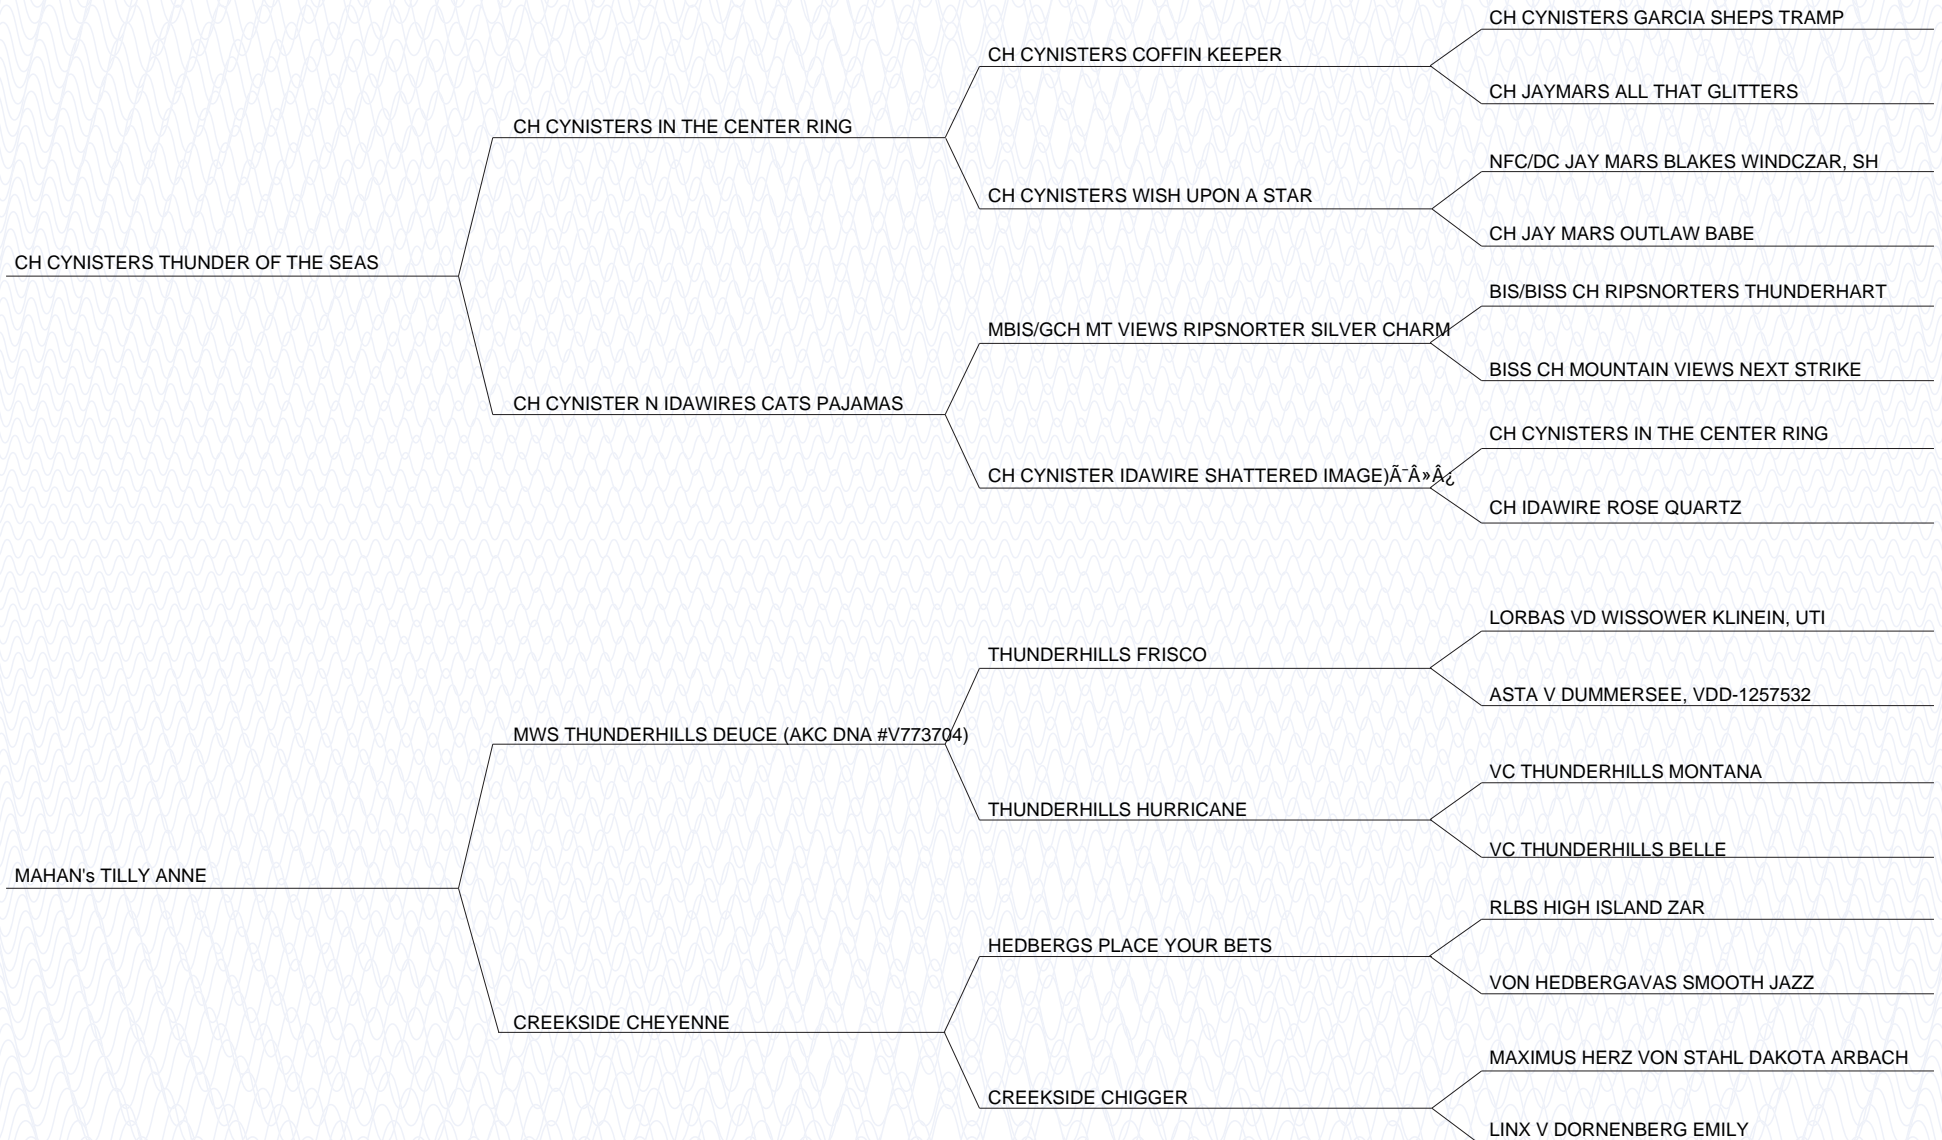 CH CYNISTERS GARCIA SHEPS TRAMP
CH CYNISTERS COFFIN KEEPER
CH JAYMARS ALL THAT GLITTERS
CH CYNISTERS IN THE CENTER RING
NFC/DC JAY MARS BLAKES WINDCZAR, SH
CH CYNISTERS WISH UPON A STAR
CH JAY MARS OUTLAW BABE
CH CYNISTERS THUNDER OF THE SEAS
BIS/BISS CH RIPSNORTERS THUNDERHART
MBIS/GCH MT VIEWS RIPSNORTER SILVER CHARM
BISS CH MOUNTAIN VIEWS NEXT STRIKE
CH CYNISTER N IDAWIRES CATS PAJAMAS
CH CYNISTERS IN THE CENTER RING
CH CYNISTER IDAWIRE SHATTERED IMAGE)Ã¯Â»Â¿
CH IDAWIRE ROSE QUARTZ
LORBAS VD WISSOWER KLINEIN, UTI
THUNDERHILLS FRISCO
ASTA V DUMMERSEE, VDD-1257532
MWS THUNDERHILLS DEUCE (AKC DNA #V773704)
VC THUNDERHILLS MONTANA
THUNDERHILLS HURRICANE
VC THUNDERHILLS BELLE
MAHAN's TILLY ANNE
RLBS HIGH ISLAND ZAR
HEDBERGS PLACE YOUR BETS
VON HEDBERGAVAS SMOOTH JAZZ
CREEKSIDE CHEYENNE
MAXIMUS HERZ VON STAHL DAKOTA ARBACH
CREEKSIDE CHIGGER
LINX V DORNENBERG EMILY